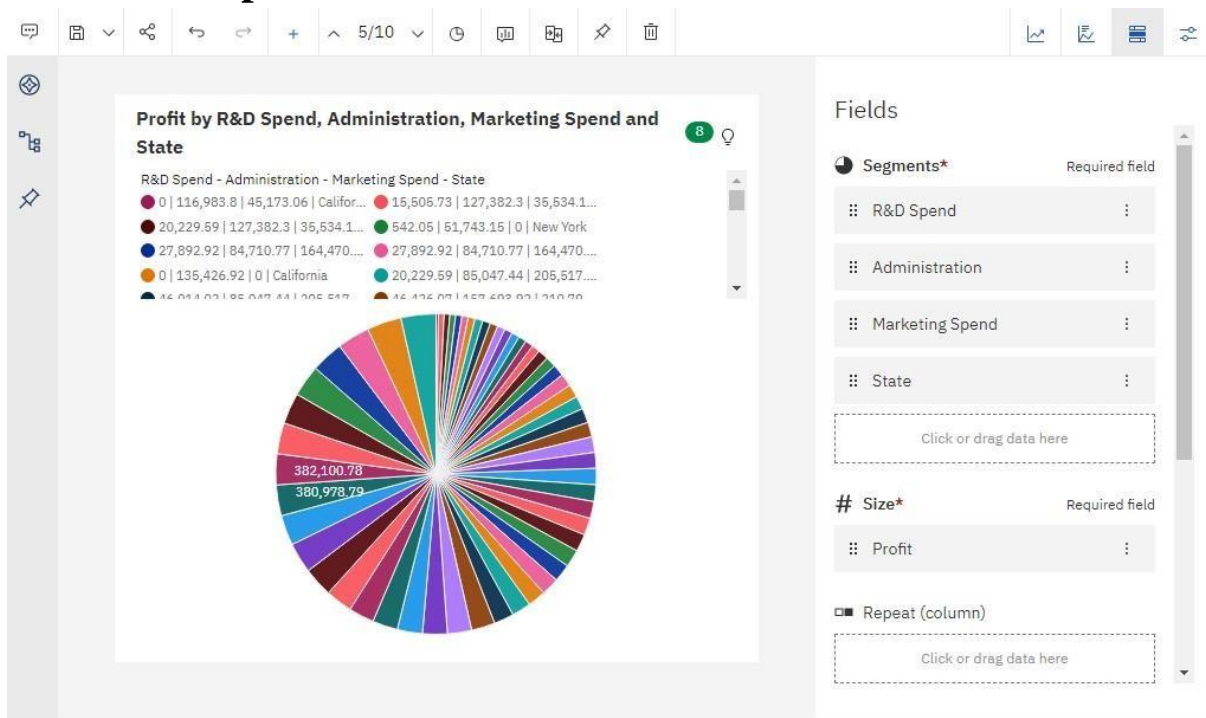 5/10
Profit by R&D Spend, Administration, Marketing Spend and
State
8
R&D Spend - Administration - Marketing Spend - State
0 | 116,983.8 | 45,173.06 | Califor...
15,505.73 | 127,382.3 | 35,534.1...
20,229.59 | 127,382.3 | 35,534.1...
542.05 | 51,743.15 | 0 | New York
27,892.92 | 84,710.77 | 164,470....
27,892.92 | 84,710.77 | 164,470....
0 | 135,426.92 | 0 | California
20,229.59 | 85,047.44 | 205,517....
382,100.78
380,978.79
Fields
Segments*
Required field
R&D Spend
Administration
Marketing Spend
State
Click or drag data here
# Size*
Required field
Profit
Repeat (column)
Click or drag data here